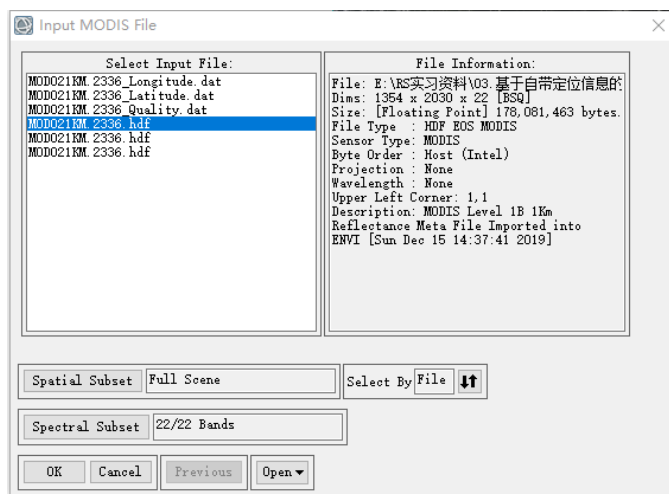 Input MODIS File
Select Input File:
MOD021KM.2336_Longitude.dat
MOD021KM.2336_Latitude.dat
MOD021KM.2336_Quality.dat
MOD021KM.2336.hdf
MOD021KM.2336.hdf
MOD021KM.2336.hdf
File Information:
File: E:\RS实习资料\03.基于自带定位信息的
Dims: 1354 x 2030 x 22 [BSQ]
Size: [Floating Point] 178,081,463 bytes.
File Type : HDF EOS MODIS
Sensor Type: MODIS
Byte Order : Host (Intel)
Projection : None
Wavelength : None
Upper Left Corner: 1,1
Description: MODIS Level 1B 1Km
Reflectance Meta File Imported into
ENVI [Sun Dec 15 14:37:41 2019]
Spatial Subset Full Scene
Select By File
Spectral Subset 22/22 Bands
OK Cancel Previous Open